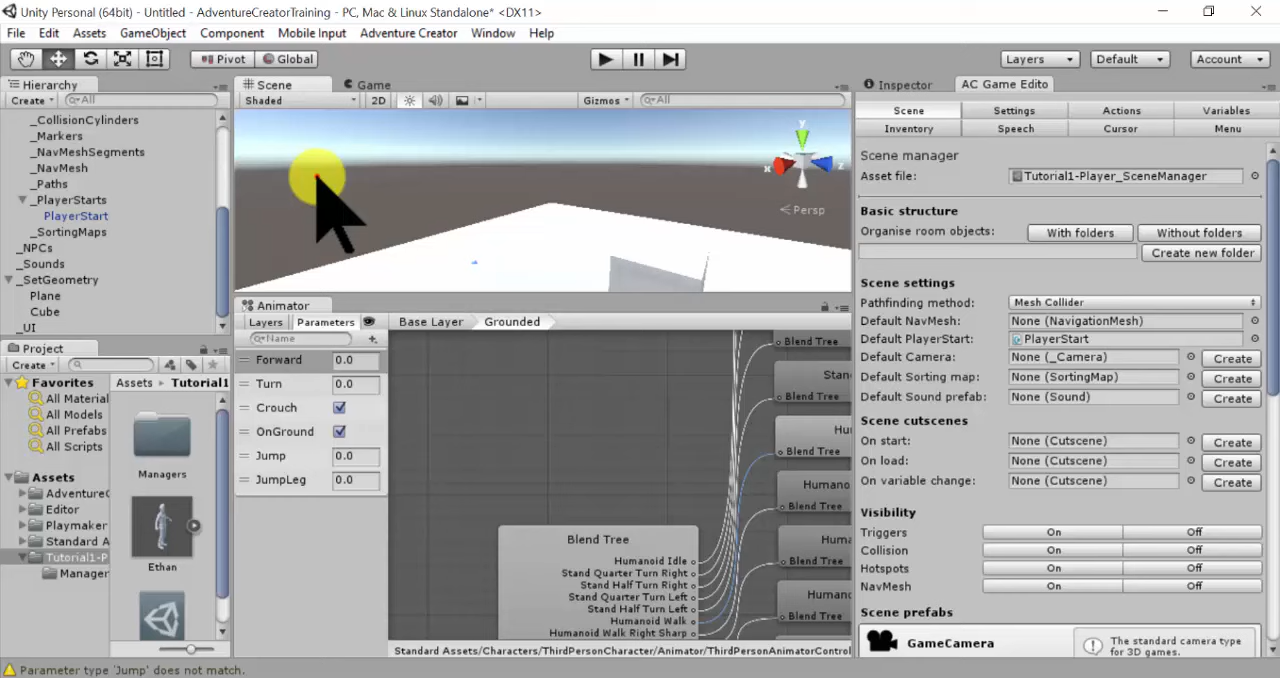 Unity Personal (64bit) - Untitled - AdventureCreatorTraining - PC, Mac & Linux Standalone* <DX11>
File Edit Assets GameObject Component Mobile Input Adventure Creator Window Help
Pivot Global Layers Default Account
Hierarchy
Create All
_CollisionCylinders
_Markers
_NavMeshSegments
_NavMesh
_Paths
_PlayerStarts
PlayerStart
_SortingMaps
_NPCs
_Sounds
_SetGeometry
Plane
Cube
_UI
Project
Create
Favorites
All Material
All Models
All Prefabs
All Scripts
Assets
AdventureC
Editor
Playmaker
Standard A
Tutorial1-P
Manager
Assets Tutorial1
Managers
Ethan
Scene Game
Shaded 2D Gizmos All
y
x
z
Persp
Animator
Layers Parameters Base Layer Grounded
Name
Forward 0.0
Turn 0.0
Crouch
OnGround
Jump 0.0
JumpLeg 0.0
Blend Tree
Humanoid Idle
Stand Quarter Turn Right
Stand Half Turn Right
Stand Quarter Turn Left
Stand Half Turn Left
Humanoid Walk
Humanoid Walk Right Sharp
Blend Tree
Stan
Blend Tree
Hu
Blend Tree
Humano
Blend Tree
Huma
Blend Tree
Humano
Blend Tree
Standard Assets/Characters/ThirdPersonCharacter/Animator/ThirdPersonAnimatorControl
Inspector AC Game Edito
Scene Settings Actions Variables
Inventory Speech Cursor Menu
Scene manager
Asset file: Tutorial1-Player_SceneManager
Basic structure
Organise room objects: With folders Without folders
Create new folder
Scene settings
Pathfinding method: Mesh Collider
Default NavMesh: None (NavigationMesh)
Default PlayerStart: PlayerStart
Default Camera: None (_Camera) Create
Default Sorting map: None (SortingMap) Create
Default Sound prefab: None (Sound) Create
Scene cutscenes
On start: None (Cutscene) Create
On load: None (Cutscene) Create
On variable change: None (Cutscene) Create
Visibility
Triggers On Off
Collision On Off
Hotspots On Off
NavMesh On Off
Scene prefabs
GameCamera
The standard camera type
for 3D games.
Parameter type 'Jump' does not match.